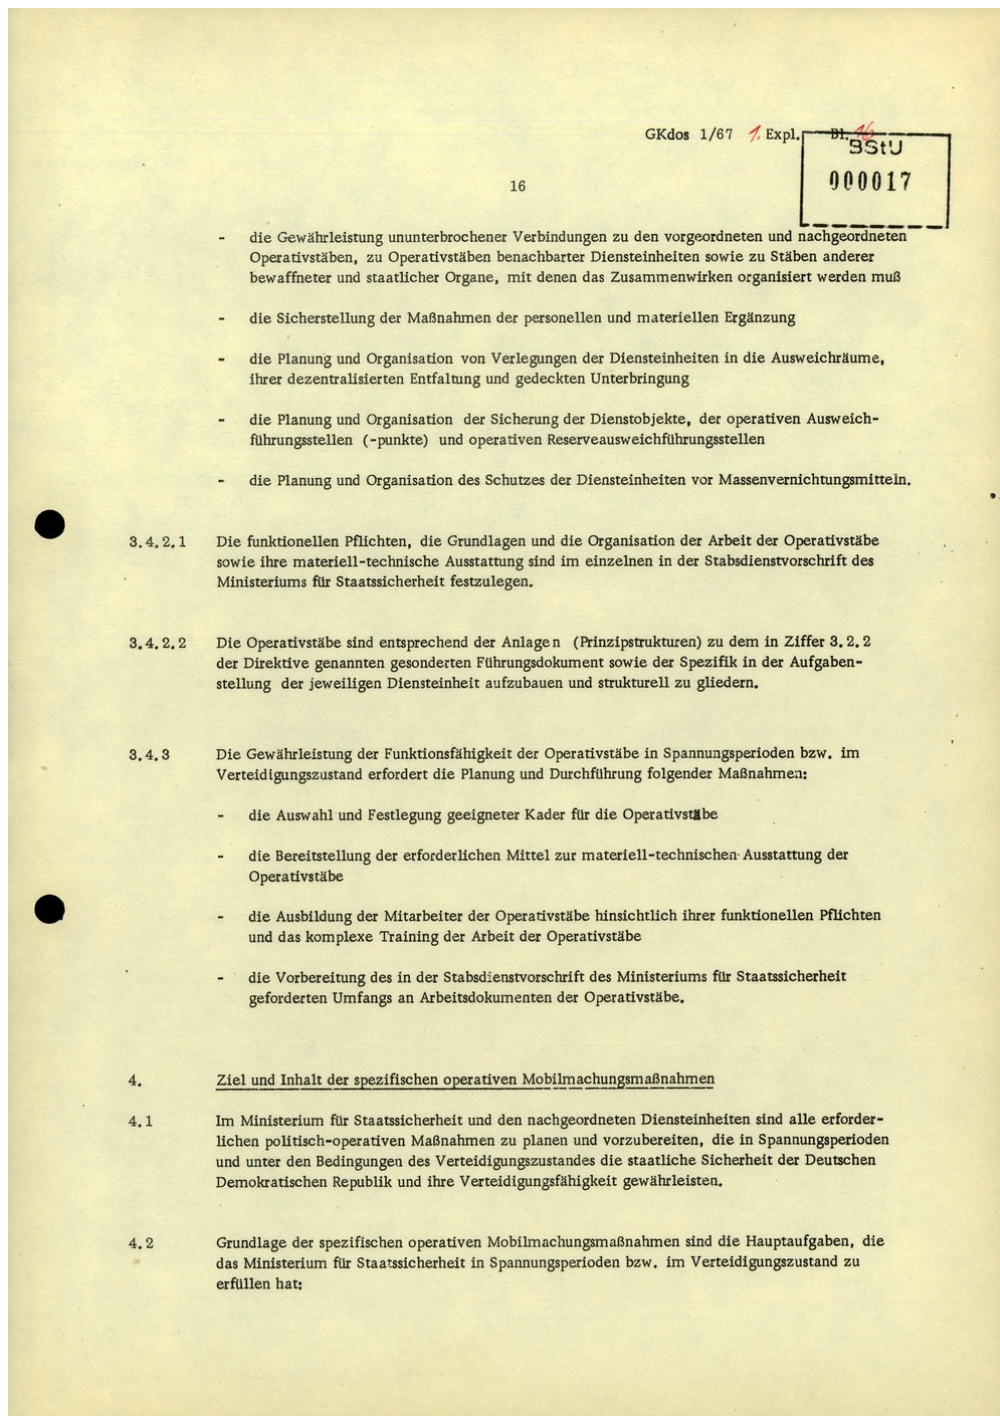 GKdos 1/67 1. Expl. Bl. 16
BStU
000017
16
- die Gewährleistung ununterbrochener Verbindungen zu den vorgeordneten und nachgeordneten
Operativstäben, zu Operativstäben benachbarter Diensteinheiten sowie zu Stäben anderer
bewaffneter und staatlicher Organe, mit denen das Zusammenwirken organisiert werden muß
- die Sicherstellung der Maßnahmen der personellen und materiellen Ergänzung
- die Planung und Organisation von Verlegungen der Diensteinheiten in die Ausweichräume,
ihrer dezentralisierten Entfaltung und gedeckten Unterbringung
- die Planung und Organisation der Sicherung der Dienstobjekte, der operativen Ausweich-
führungsstellen (-punkte) und operativen Reserveausweichführungsstellen
- die Planung und Organisation des Schutzes der Diensteinheiten vor Massenvernichtungsmitteln.
3.4.2.1 Die funktionellen Pflichten, die Grundlagen und die Organisation der Arbeit der Operativstäbe
sowie ihre materiell-technische Ausstattung sind im einzelnen in der Stabsdienstvorschrift des
Ministeriums für Staatssicherheit festzulegen.
3.4.2.2 Die Operativstäbe sind entsprechend der Anlagen (Prinzipstrukturen) zu dem in Ziffer 3.2.2
der Direktive genannten gesonderten Führungsdokument sowie der Spezifik in der Aufgaben-
stellung der jeweiligen Diensteinheit aufzubauen und strukturell zu gliedern.
3.4.3 Die Gewährleistung der Funktionsfähigkeit der Operativstäbe in Spannungsperioden bzw. im
Verteidigungszustand erfordert die Planung und Durchführung folgender Maßnahmen:
- die Auswahl und Festlegung geeigneter Kader für die Operativstäbe
- die Bereitstellung der erforderlichen Mittel zur materiell-technischen Ausstattung der
Operativstäbe
- die Ausbildung der Mitarbeiter der Operativstäbe hinsichtlich ihrer funktionellen Pflichten
und das komplexe Training der Arbeit der Operativstäbe
- die Vorbereitung des in der Stabsdienstvorschrift des Ministeriums für Staatssicherheit
geforderten Umfangs an Arbeitsdokumenten der Operativstäbe.
4. Ziel und Inhalt der spezifischen operativen Mobilmachungsmaßnahmen
4.1 Im Ministerium für Staatssicherheit und den nachgeordneten Diensteinheiten sind alle erforder-
lichen politisch-operativen Maßnahmen zu planen und vorzubereiten, die in Spannungsperioden
und unter den Bedingungen des Verteidigungszustandes die staatliche Sicherheit der Deutschen
Demokratischen Republik und ihre Verteidigungsfähigkeit gewährleisten.
4.2 Grundlage der spezifischen operativen Mobilmachungsmaßnahmen sind die Hauptaufgaben, die
das Ministerium für Staatssicherheit in Spannungsperioden bzw. im Verteidigungszustand zu
erfüllen hat: